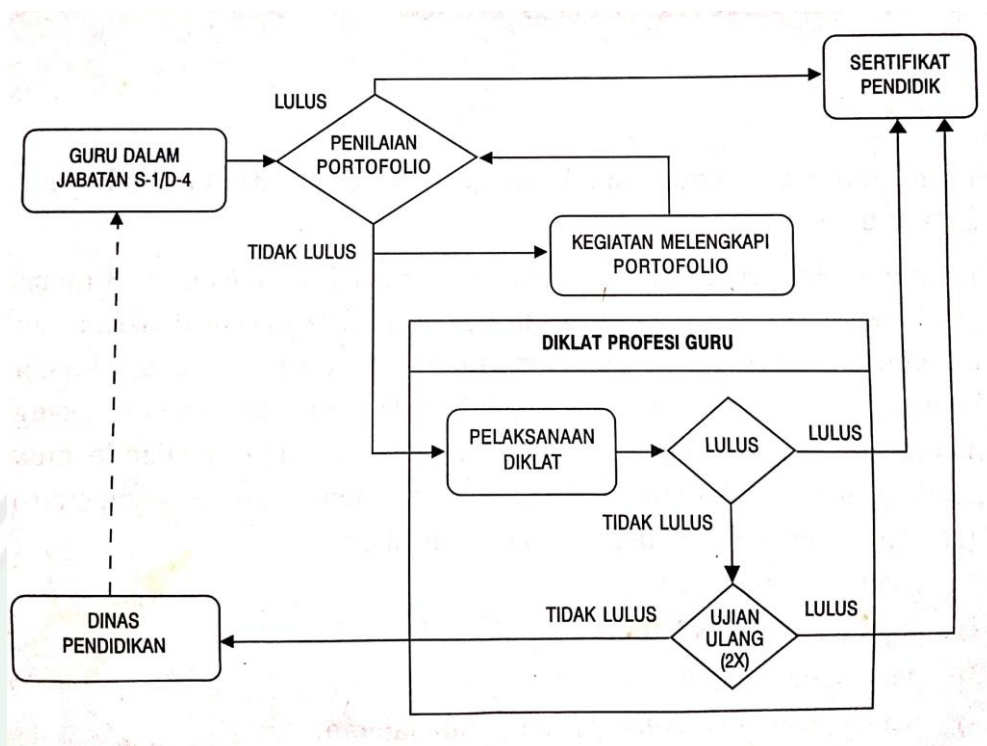 SERTIFIKAT
PENDIDIK
LULUS
PENILAIAN
PORTOFOLIO
GURU DALAM
JABATAN S-1/D-4
TIDAK LULUS
KEGIATAN MELENGKAPI
PORTOFOLIO
DIKLAT PROFESI GURU
PELAKSANAAN
DIKLAT
LULUS
LULUS
TIDAK LULUS
DINAS
PENDIDIKAN
TIDAK LULUS
UJIAN
ULANG
(2X)
LULUS